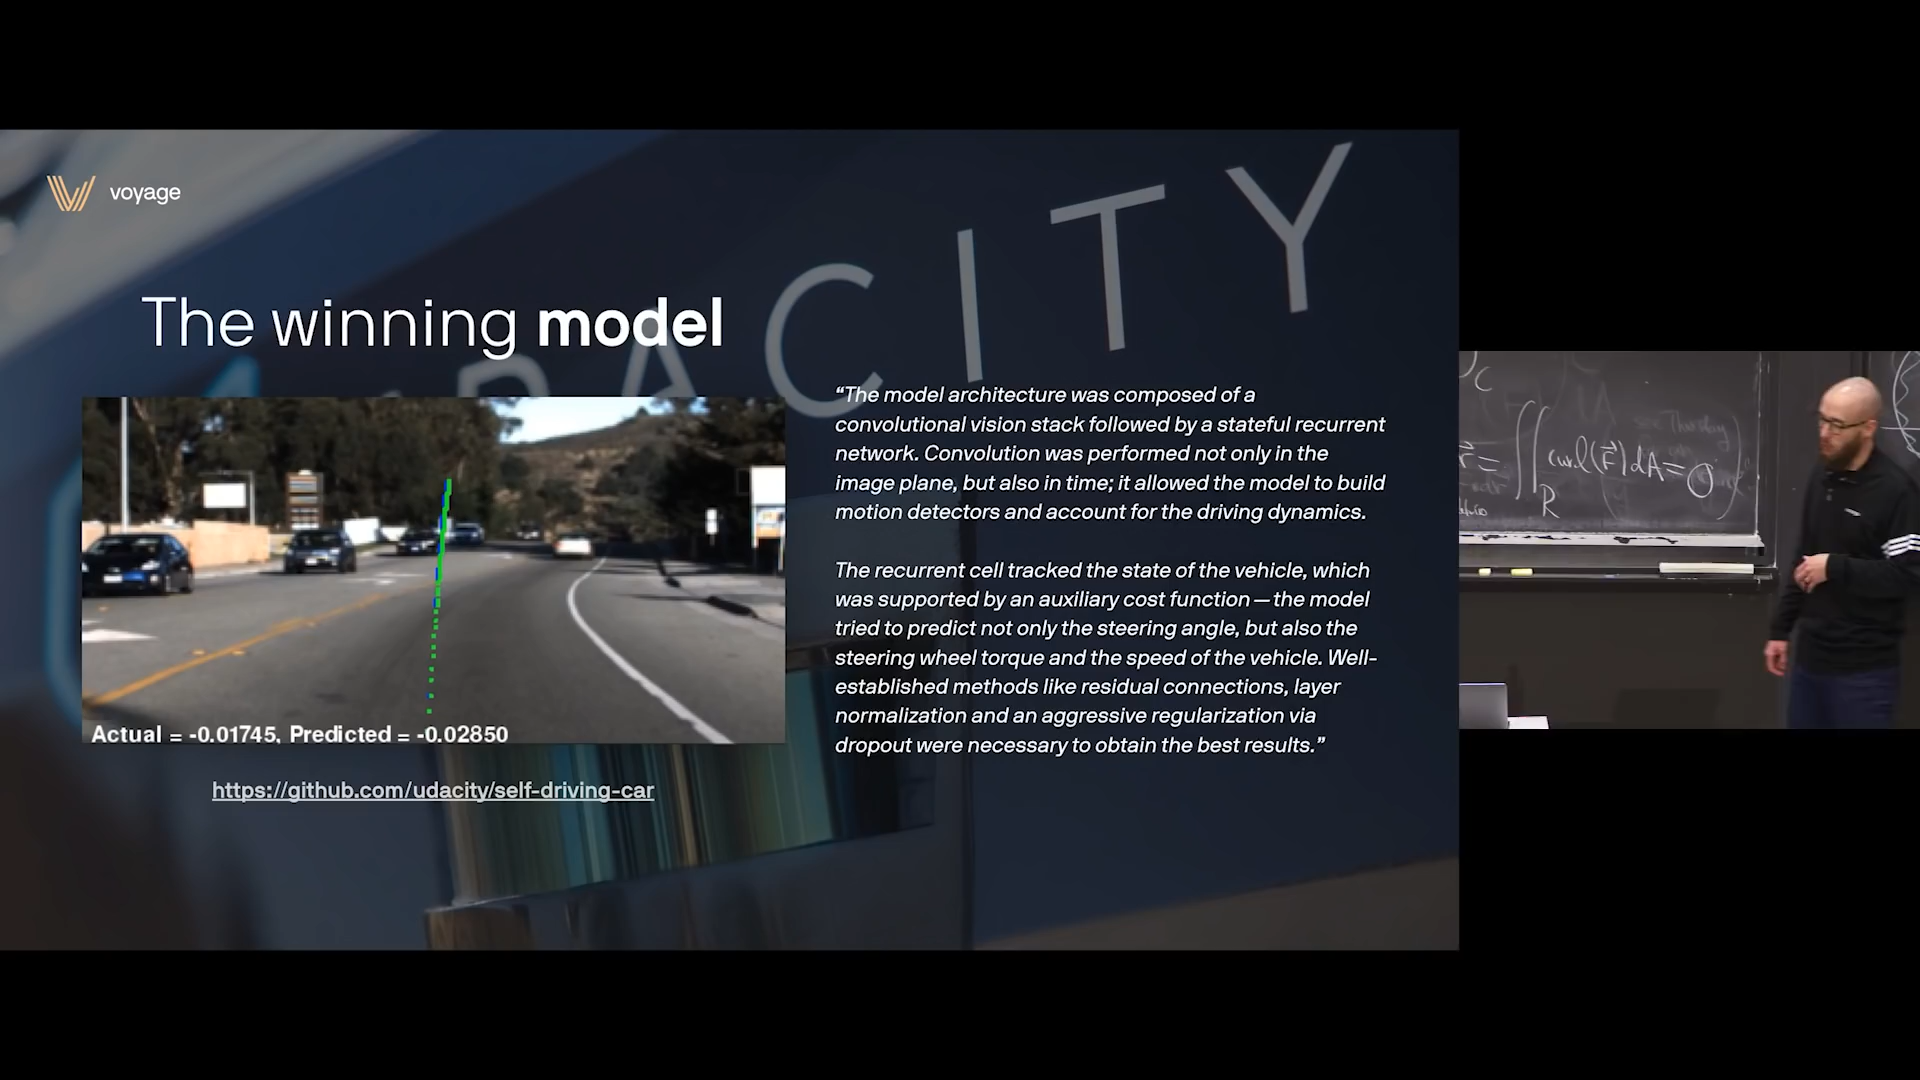 voyage
UDACITY
The winning model
“The model architecture was composed of a
convolutional vision stack followed by a stateful recurrent
network. Convolution was performed not only in the
image plane, but also in time; it allowed the model to build
motion detectors and account for the driving dynamics.
The recurrent cell tracked the state of the vehicle, which
was supported by an auxiliary cost function — the model
tried to predict not only the steering angle, but also the
steering wheel torque and the speed of the vehicle. Well-
established methods like residual connections, layer
normalization and an aggressive regularization via
dropout were necessary to obtain the best results.”
Actual = -0.01745, Predicted = -0.02850
https://github.com/udacity/self-driving-car
C
∬ curl(F⃗)dA = 0
R